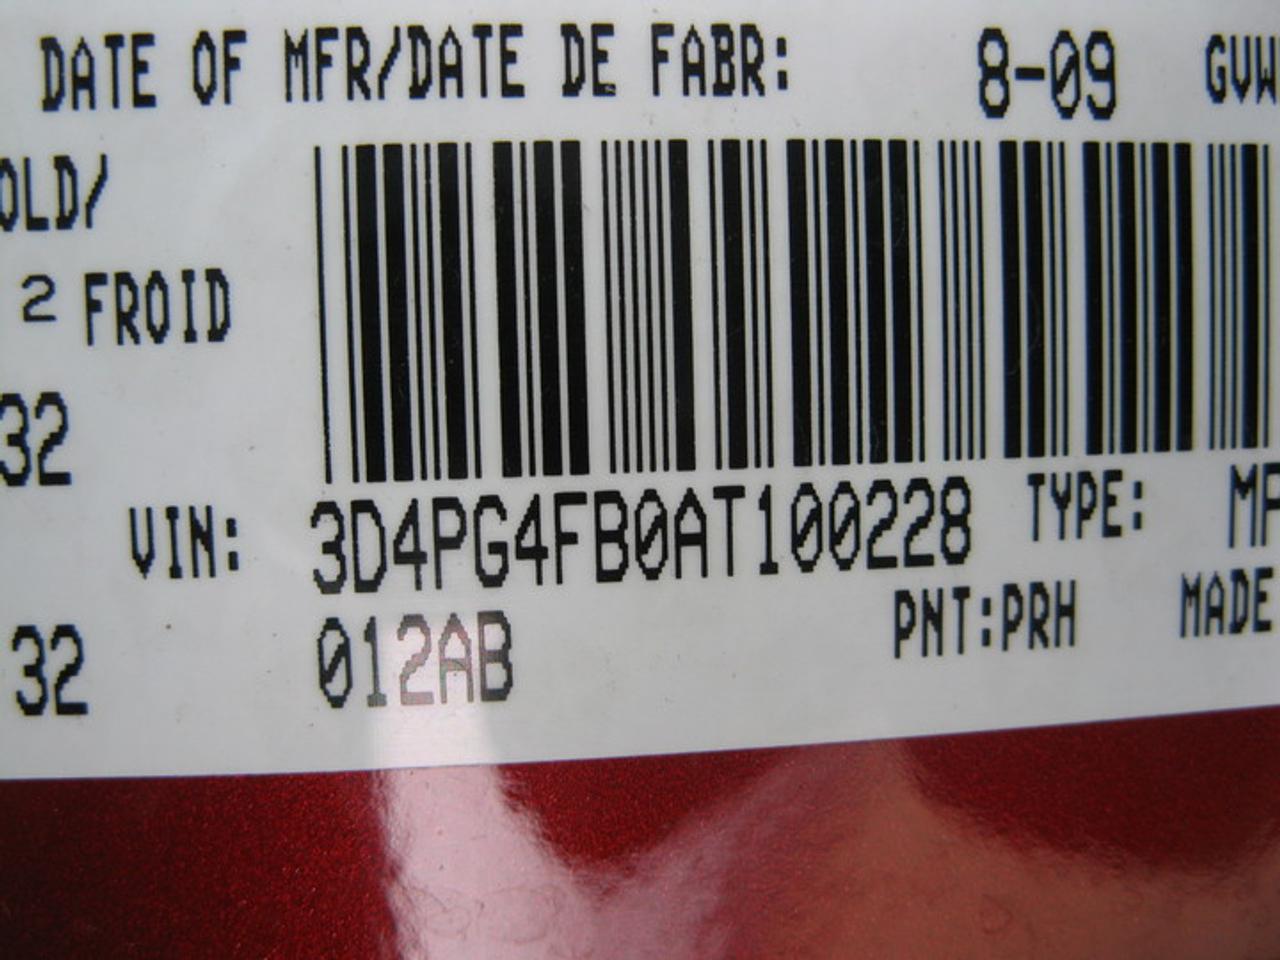 DATE OF MFR/DATE DE FABR: 8-09 GVW
OLD/
2 FROID
32
VIN: 3D4PG4FB0AT100228 TYPE: MP
32 012AB PNT:PRH MADE